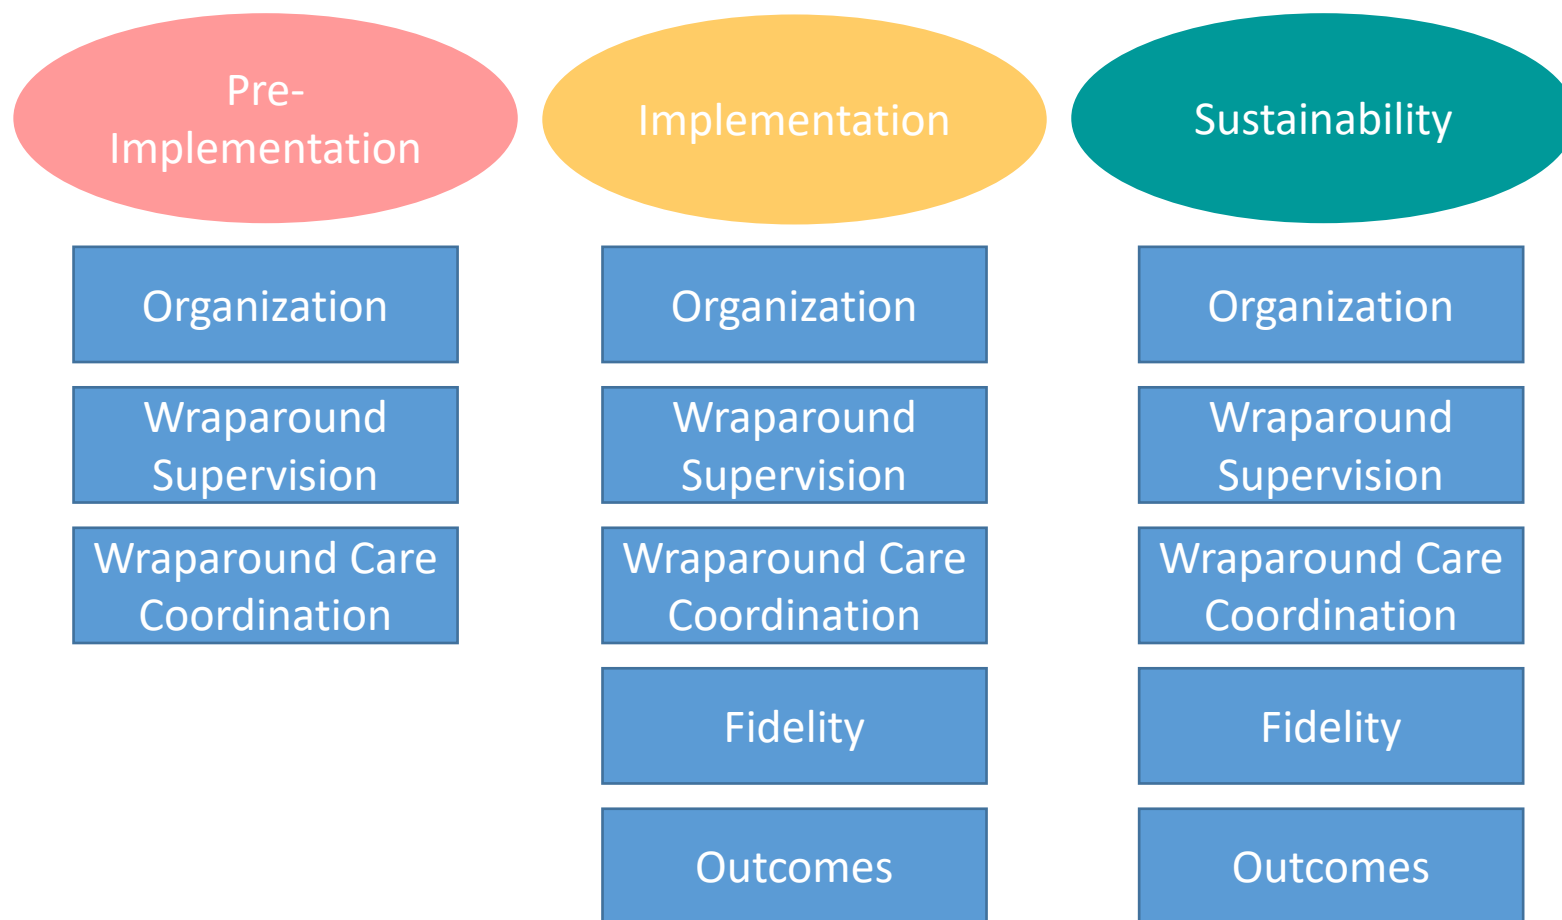 Pre-
Implementation
Organization
Wraparound
Supervision
Wraparound Care
Coordination
Implementation
Organization
Wraparound
Supervision
Wraparound Care
Coordination
Fidelity
Outcomes
Sustainability
Organization
Wraparound
Supervision
Wraparound Care
Coordination
Fidelity
Outcomes